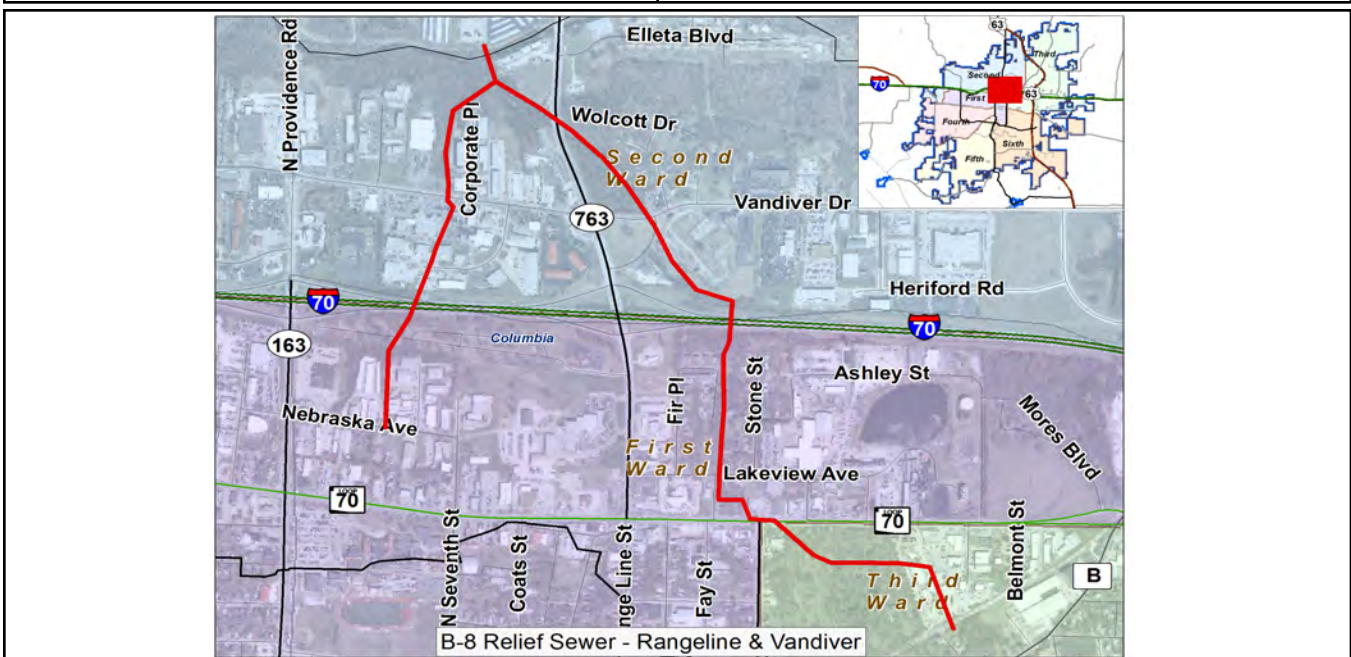 N Providence Rd
Elleta Blvd
Corporate Pl
Wolcott Dr
Second
Ward
763
Vandiver Dr
Heriford Rd
70
70
163
Columbia
Nebraska Ave
Fir Pl
Stone St
Ashley St
Mores Blvd
First
Ward
Lakeview Ave
LOOP
70
LOOP
70
N Seventh St
Coats St
nge Line St
Fay St
Third
Ward
Belmont St
B
B-8 Relief Sewer - Rangeline & Vandiver
63
Third
Second
70
First
63
Fourth
Sixth
Fifth